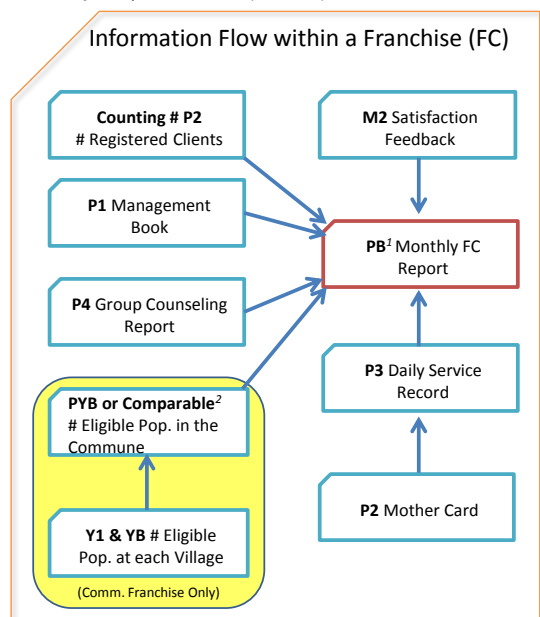 Information Flow within a Franchise (FC)
Counting # P2
# Registered Clients
M2 Satisfaction
Feedback
P1 Management
Book
PB1 Monthly FC
Report
P4 Group Counseling
Report
P3 Daily Service
Record
PYB or Comparable2
# Eligible Pop. in the
Commune
P2 Mother Card
Y1 & YB # Eligible
Pop. at each Village
(Comm. Franchise Only)